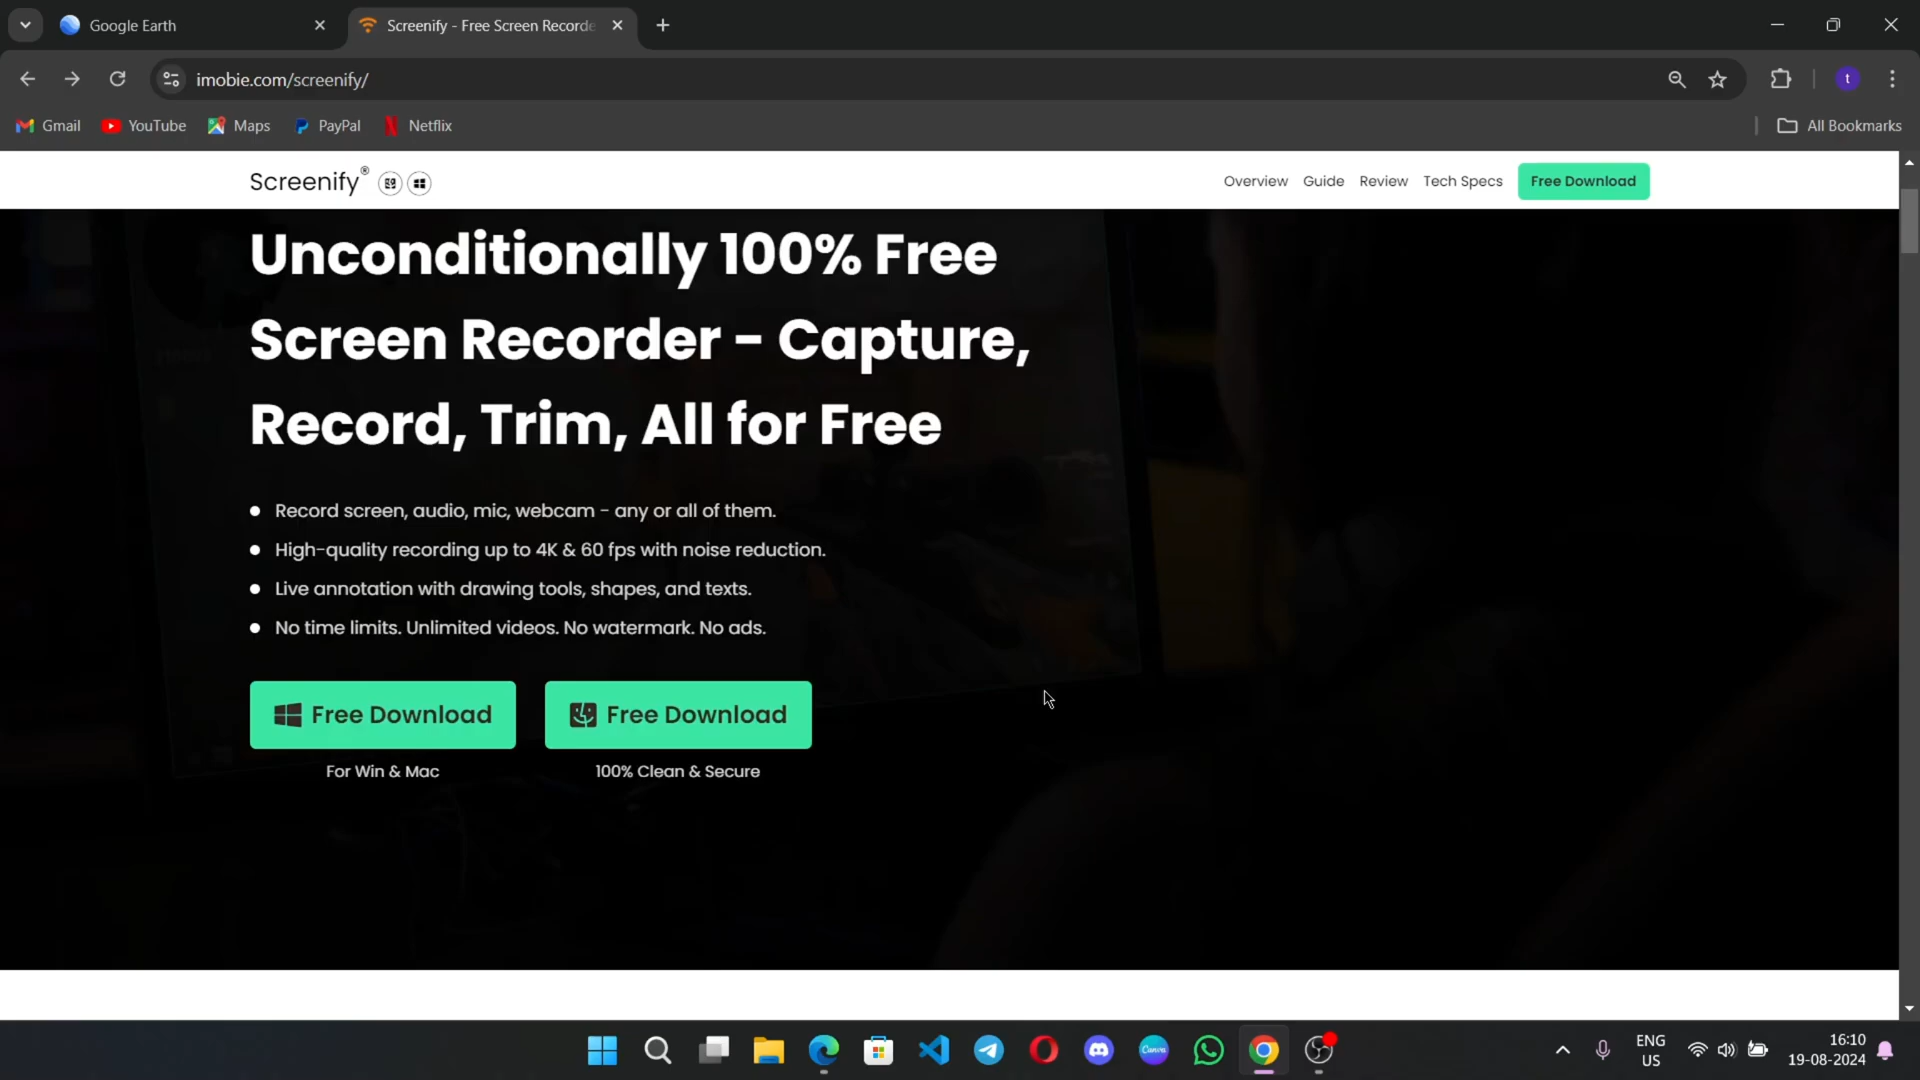 Google Earth
Screenify - Free Screen Recorde
imobie.com/screenify/
t
Gmail
YouTube
Maps
PayPal
Netflix
All Bookmarks
Screenify®
Overview
Guide
Review
Tech Specs
Free Download
Unconditionally 100% Free
Screen Recorder - Capture,
Record, Trim, All for Free
Record screen, audio, mic, webcam - any or all of them.
High-quality recording up to 4K & 60 fps with noise reduction.
Live annotation with drawing tools, shapes, and texts.
No time limits. Unlimited videos. No watermark. No ads.
Free Download
Free Download
For Win & Mac
100% Clean & Secure
Canva
ENG
US
16:10
19-08-2024